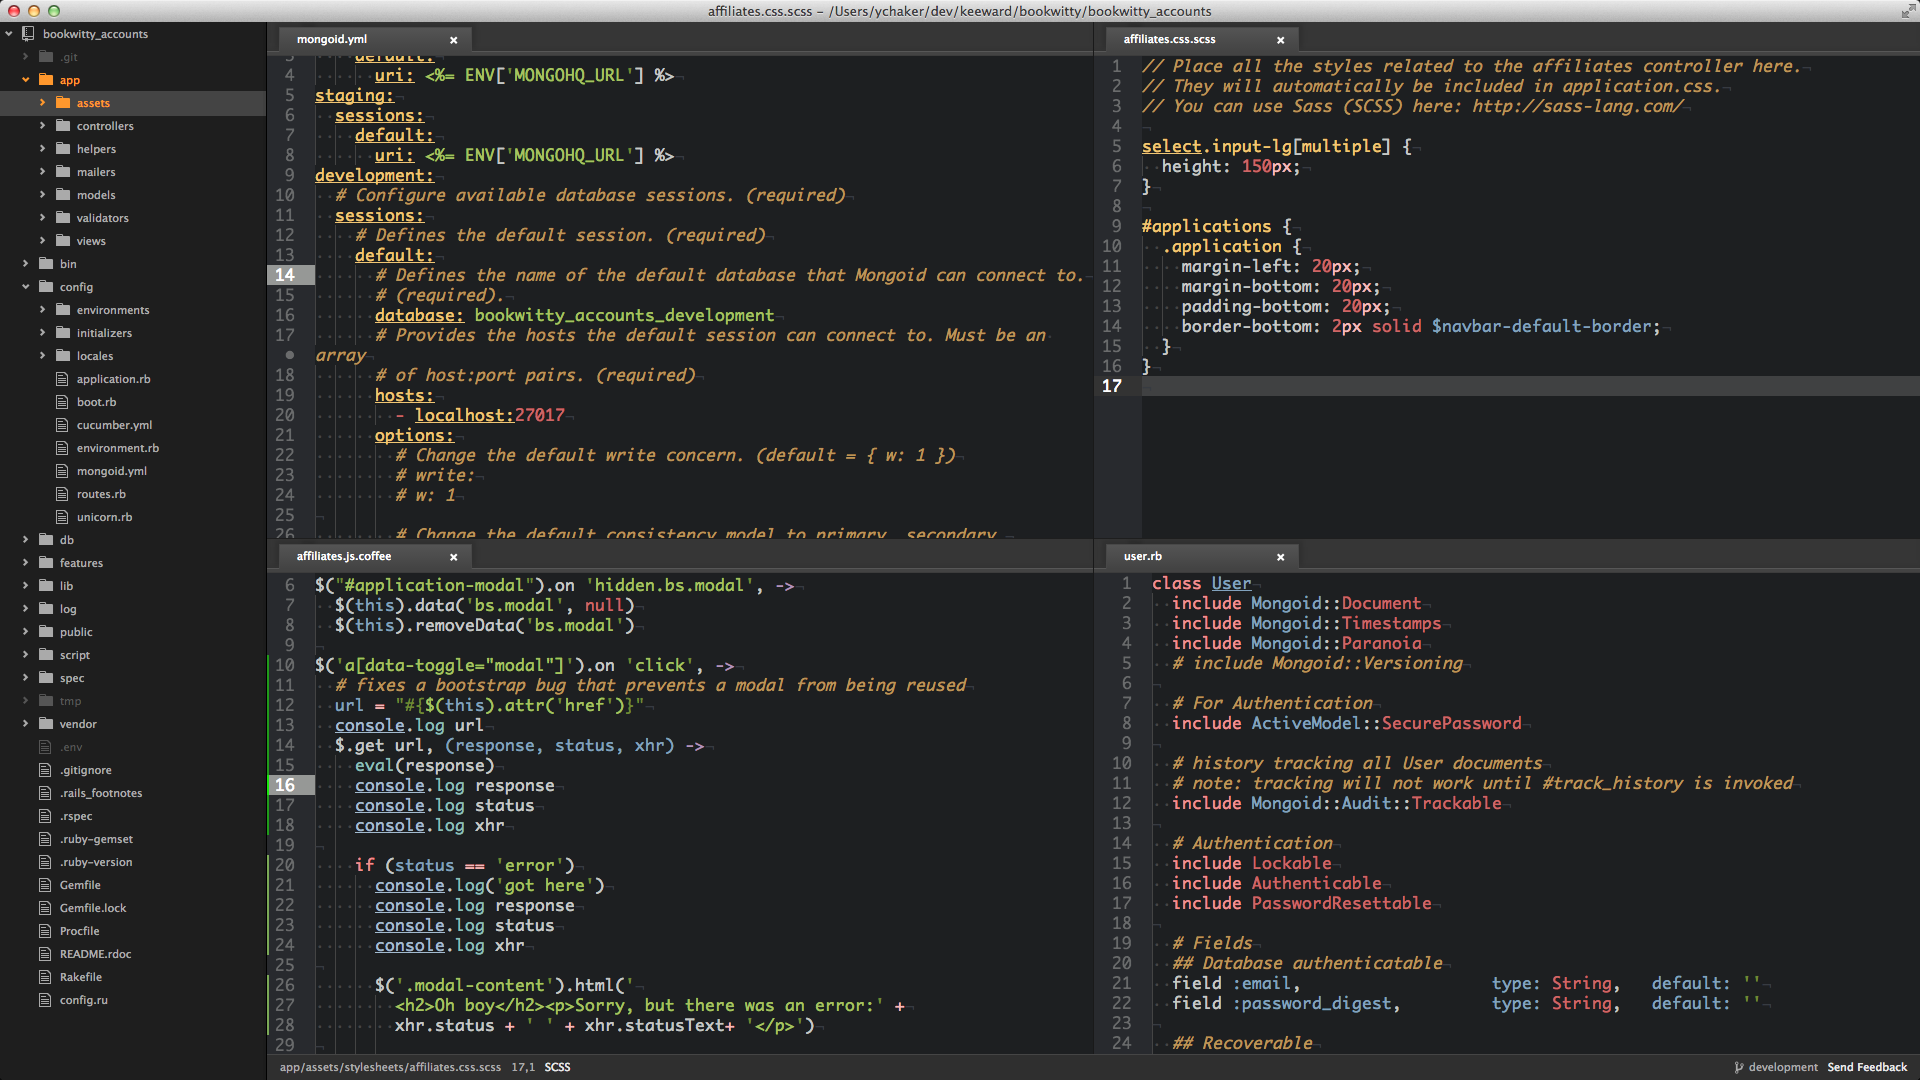 affiliates.css.scss – /Users/ychaker/dev/keeward/bookwitty/bookwitty_accounts
bookwitty_accounts
.git
app
assets
controllers
helpers
mailers
models
validators
views
bin
config
environments
initializers
locales
application.rb
boot.rb
cucumber.yml
environment.rb
mongoid.yml
routes.rb
unicorn.rb
db
features
lib
log
public
script
spec
tmp
vendor
.env
.gitignore
.rails_footnotes
.rspec
.ruby-gemset
.ruby-version
Gemfile
Gemfile.lock
Procfile
README.rdoc
Rakefile
config.ru
mongoid.yml
3 default:
4 uri: <%= ENV['MONGOHQ_URL'] %>
5 staging:
6 sessions:
7 default:
8 uri: <%= ENV['MONGOHQ_URL'] %>
9 development:
10 # Configure available database sessions. (required)
11 sessions:
12 # Defines the default session. (required)
13 default:
14 # Defines the name of the default database that Mongoid can connect to.
15 # (required).
16 database: bookwitty_accounts_development
17 # Provides the hosts the default session can connect to. Must be an
array
18 # of host:port pairs. (required)
19 hosts:
20 - localhost:27017
21 options:
22 # Change the default write concern. (default = { w: 1 })
23 # write:
24 # w: 1
25
26 # Change the default consistency model to primary, secondary,
affiliates.css.scss
1 // Place all the styles related to the affiliates controller here.
2 // They will automatically be included in application.css.
3 // You can use Sass (SCSS) here: http://sass-lang.com/
4
5 select.input-lg[multiple] {
6 height: 150px;
7 }
8
9 #applications {
10 .application {
11 margin-left: 20px;
12 margin-bottom: 20px;
13 padding-bottom: 20px;
14 border-bottom: 2px solid $navbar-default-border;
15 }
16 }
17
affiliates.js.coffee
6 $("#application-modal").on 'hidden.bs.modal', ->
7 $(this).data('bs.modal', null)
8 $(this).removeData('bs.modal')
9
10 $('a[data-toggle="modal"]').on 'click', ->
11 # fixes a bootstrap bug that prevents a modal from being reused
12 url = "#{$(this).attr('href')}"
13 console.log url
14 $.get url, (response, status, xhr) ->
15 eval(response)
16 console.log response
17 console.log status
18 console.log xhr
19
20 if (status == 'error')
21 console.log('got here')
22 console.log response
23 console.log status
24 console.log xhr
25
26 $('.modal-content').html('
27 <h2>Oh boy</h2><p>Sorry, but there was an error:' +
28 xhr.status + ' ' + xhr.statusText+ '</p>')
29
user.rb
1 class User
2 include Mongoid::Document
3 include Mongoid::Timestamps
4 include Mongoid::Paranoia
5 # include Mongoid::Versioning
6
7 # For Authentication
8 include ActiveModel::SecurePassword
9
10 # history tracking all User documents
11 # note: tracking will not work until #track_history is invoked
12 include Mongoid::Audit::Trackable
13
14 # Authentication
15 include Lockable
16 include Authenticable
17 include PasswordResettable
18
19 # Fields
20 ## Database authenticatable
21 field :email, type: String, default: ''
22 field :password_digest, type: String, default: ''
23
24 ## Recoverable
app/assets/stylesheets/affiliates.css.scss 17,1 SCSS
development Send Feedback